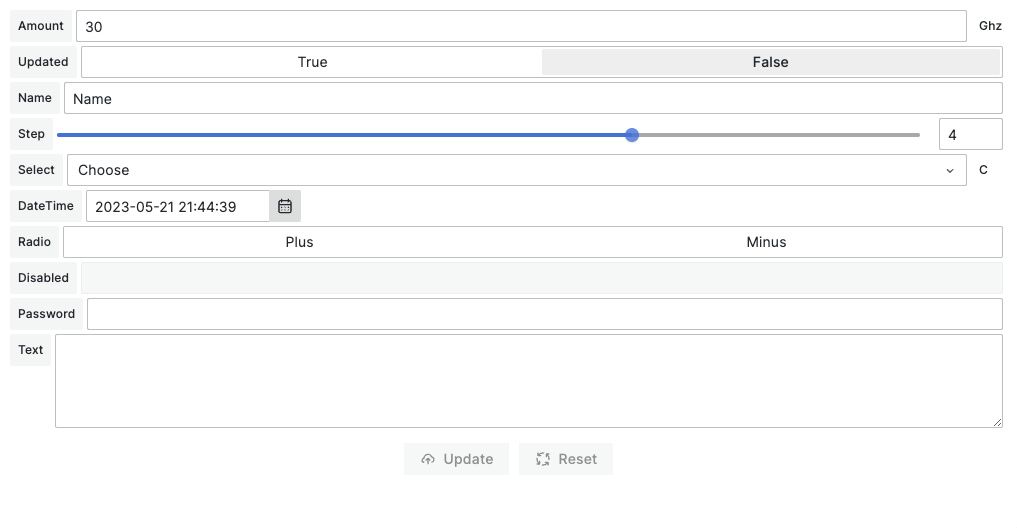 Amount 30 Ghz
Updated True False
Name Name
Step 4
Select Choose C
DateTime 2023-05-21 21:44:39
Radio Plus Minus
Disabled
Password
Text
Update Reset